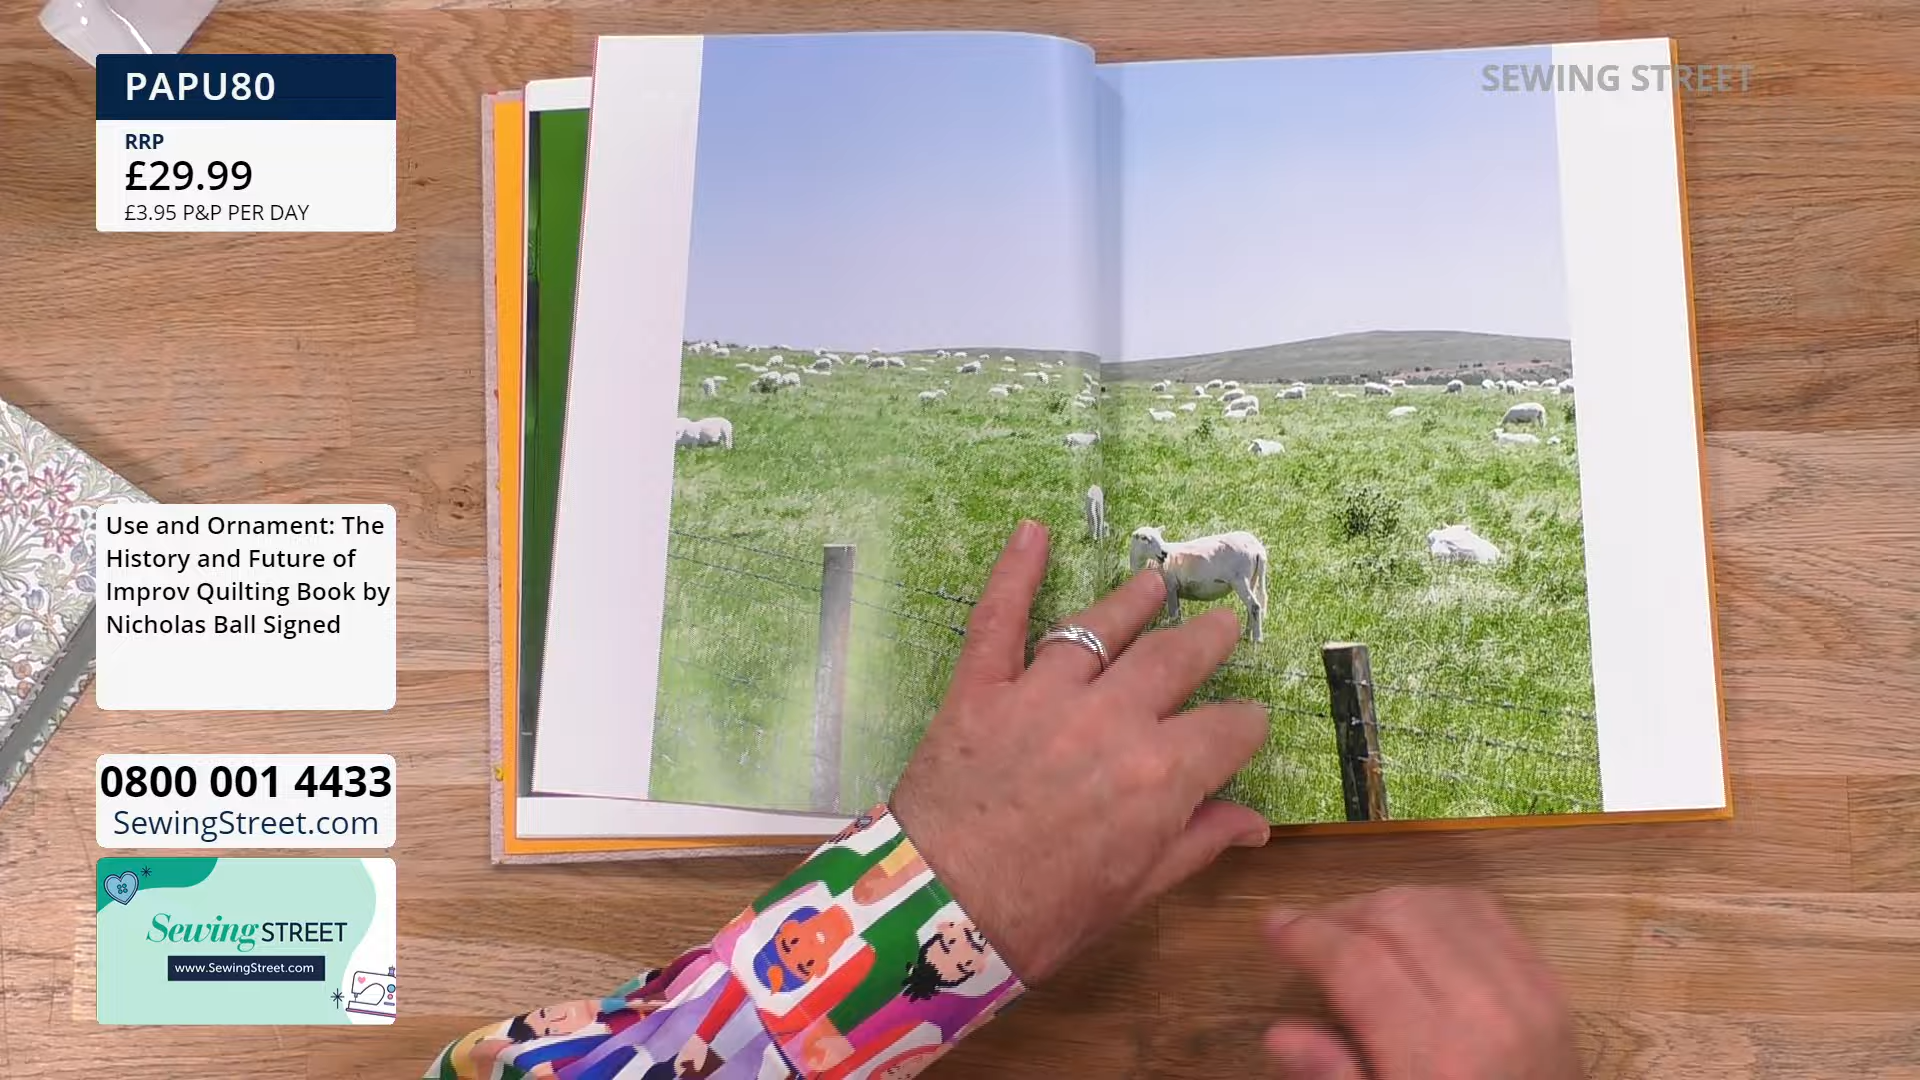 PAPU80
RRP
£29.99
£3.95 P&P PER DAY
SEWING STREET
Use and Ornament: The
History and Future of
Improv Quilting Book by
Nicholas Ball Signed
0800 001 4433
SewingStreet.com
Sewing STREET
www.SewingStreet.com